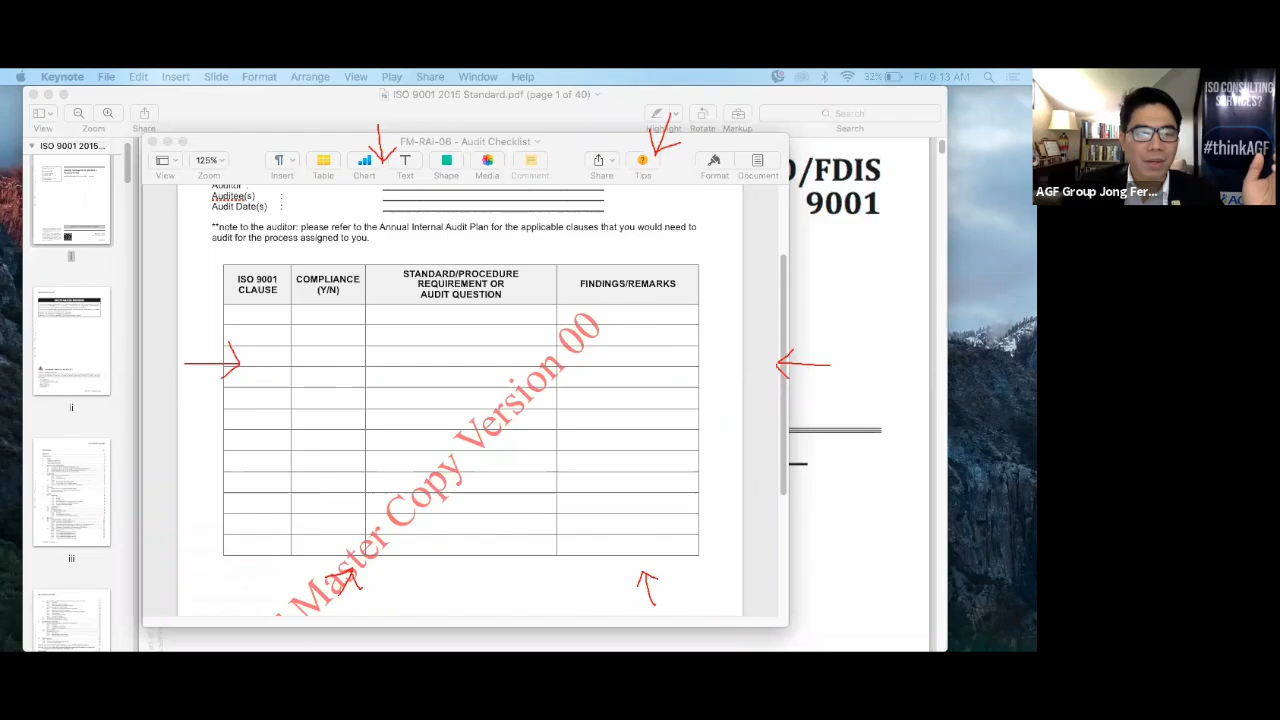 Keynote File Edit Insert Slide Format Arrange View Play Share Window Help 32% Fri 9:13 AM
ISO 9001 2015 Standard.pdf (page 1 of 40)
Search
View Zoom Share Highlight Rotate Markup Search
ISO 9001 2015...
FM-RAI-06 - Audit Checklist
125%
View Zoom Insert Table Chart Text Shape Media Comment Share Tips Format Document
O/FDIS
9001
Auditor :
Auditee(s) :
Audit Date(s) :
**note to the auditor: please refer to the Annual Internal Audit Plan for the applicable clauses that you would need to
audit for the process assigned to you.
ISO 9001
CLAUSE
COMPLIANCE
(Y/N)
STANDARD/PROCEDURE
REQUIREMENT OR
AUDIT QUESTION
FINDINGS/REMARKS
Master Copy Version 00
i
ii
iii
ISO CONSULTING
SERVICES?
#thinkAGF
AGF Group Jong Fer...